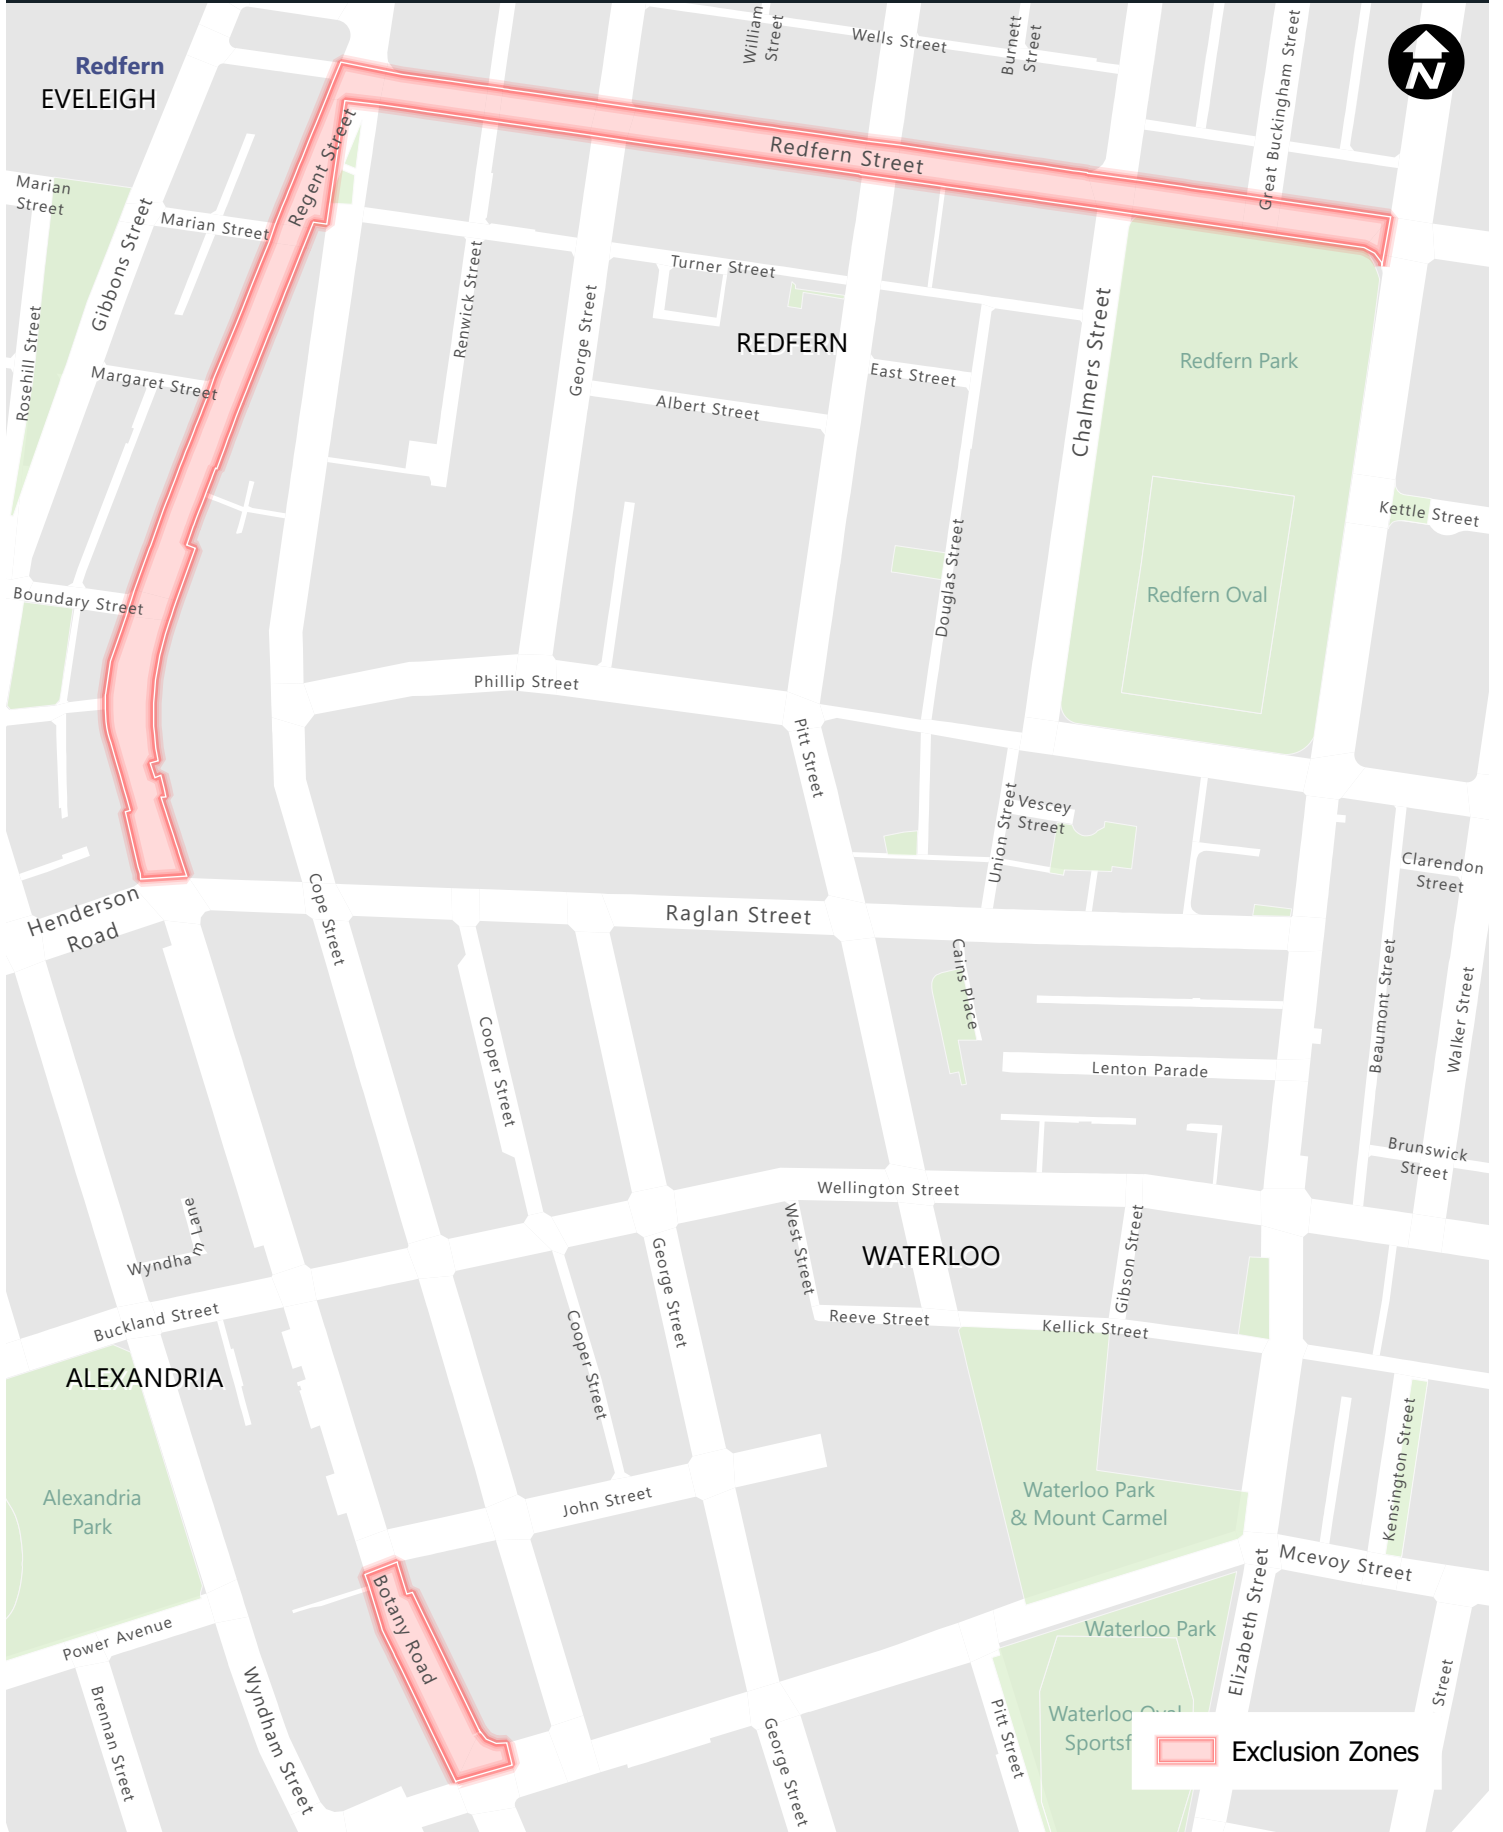 William
Street
Wells Street
Burnett
Street
Great Buckingham Street
N
Redfern
EVELEIGH
Redfern Street
Regent Street
Marian
Street
Marian Street
Gibbons Street
Renwick Street
Turner Street
George Street
REDFERN
Chalmers Street
Redfern Park
Rosehill Street
Margaret Street
Albert Street
East Street
Kettle Street
Douglas Street
Redfern Oval
Boundary Street
Phillip Street
Pitt Street
Union Street
Vescey
Street
Clarendon
Street
Henderson
Road
Cope Street
Raglan Street
Cains Place
Beaumont Street
Walker Street
Cooper Street
Lenton Parade
Brunswick
Street
Wellington Street
Wyndham Lane
West Street
WATERLOO
Gibson Street
George Street
Buckland Street
Reeve Street
Kellick Street
Cooper Street
ALEXANDRIA
Kensington Street
Alexandria
Park
John Street
Waterloo Park
& Mount Carmel
Mcevoy Street
Botany Road
Elizabeth Street
Power Avenue
Waterloo Park
Wyndham Street
Brennan Street
Street
Pitt Street
George Street
Waterloo Oval
Sportsf
Exclusion Zones